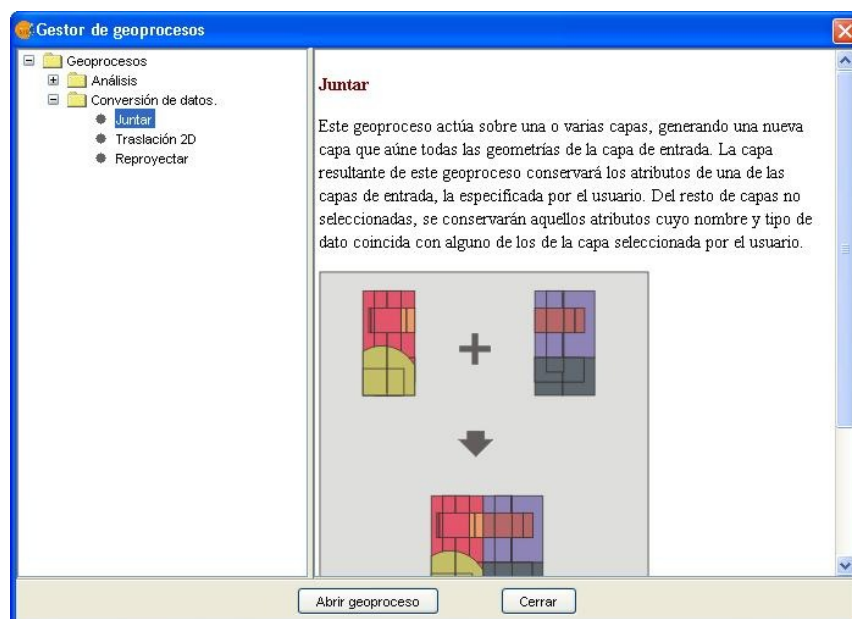 Gestor de geoprocesos
Geoprocesos
Análisis
Conversión de datos.
Juntar
Traslación 2D
Reproyectar
Juntar
Este geoproceso actúa sobre una o varias capas, generando una nueva
capa que aúne todas las geometrías de la capa de entrada. La capa
resultante de este geoproceso conservará los atributos de una de las
capas de entrada, la especificada por el usuario. Del resto de capas no
seleccionadas, se conservarán aquellos atributos cuyo nombre y tipo de
dato coincida con alguno de los de la capa seleccionada por el usuario.
Abrir geoproceso
Cerrar